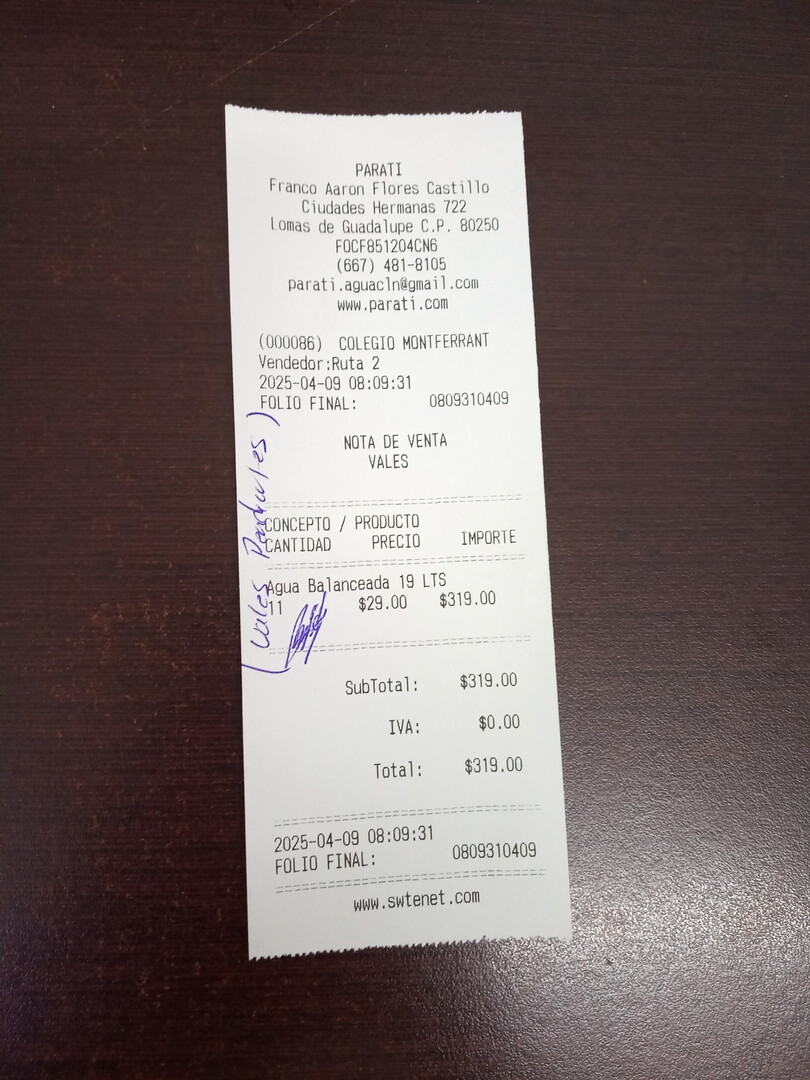 PARATI
Franco Aaron Flores Castillo
Ciudades Hermanas 722
Lomas de Guadalupe C.P. 80250
FOCF851204CN6
(667) 481-8105
parati.aguacln@gmail.com
www.parati.com
(000086) COLEGIO MONTFERRANT
Vendedor:Ruta 2
2025-04-09 08:09:31
FOLIO FINAL: 0809310409
NOTA DE VENTA
VALES
CONCEPTO / PRODUCTO
CANTIDAD PRECIO IMPORTE
Agua Balanceada 19 LTS
11 $29.00 $319.00
SubTotal: $319.00
IVA: $0.00
Total: $319.00
2025-04-09 08:09:31
FOLIO FINAL: 0809310409
www.swtenet.com
(vales